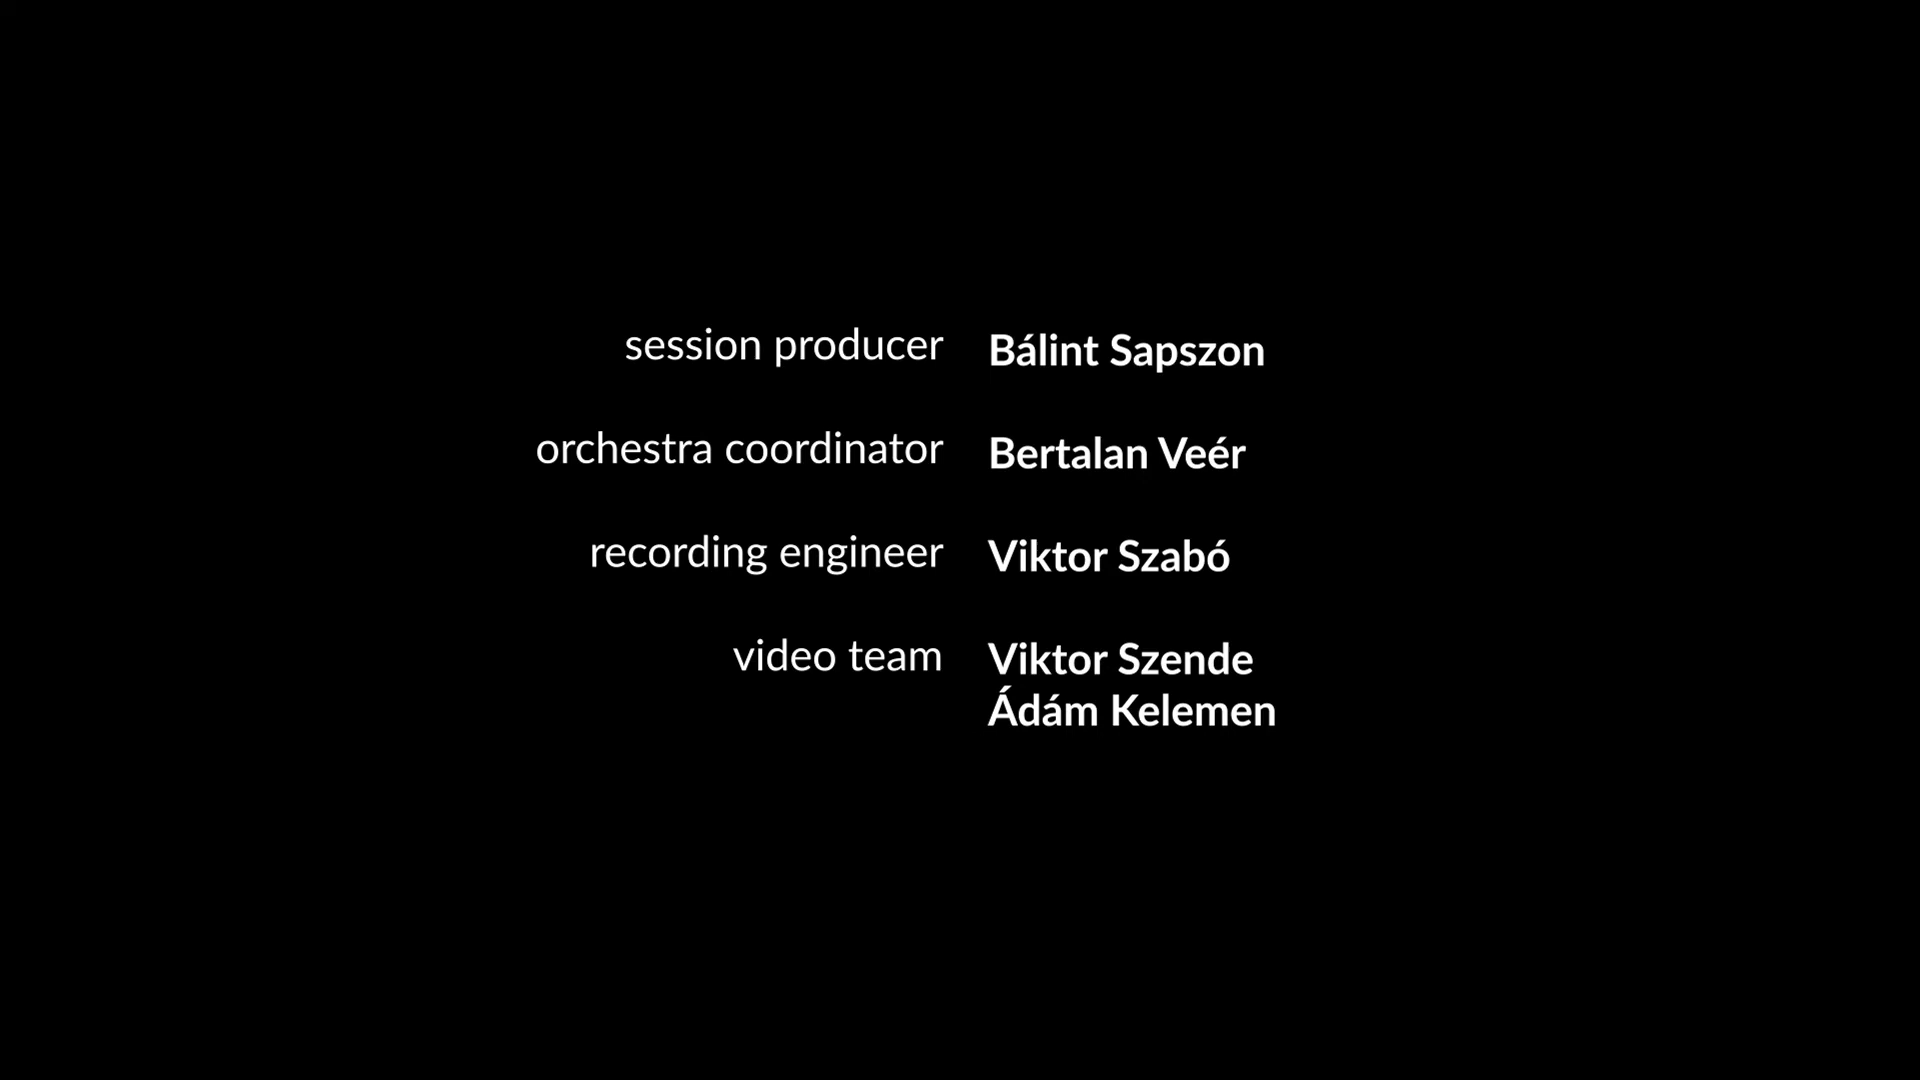 session producer Bálint Sapszon
orchestra coordinator Bertalan Veér
recording engineer Viktor Szabó
video team Viktor Szende
Ádám Kelemen